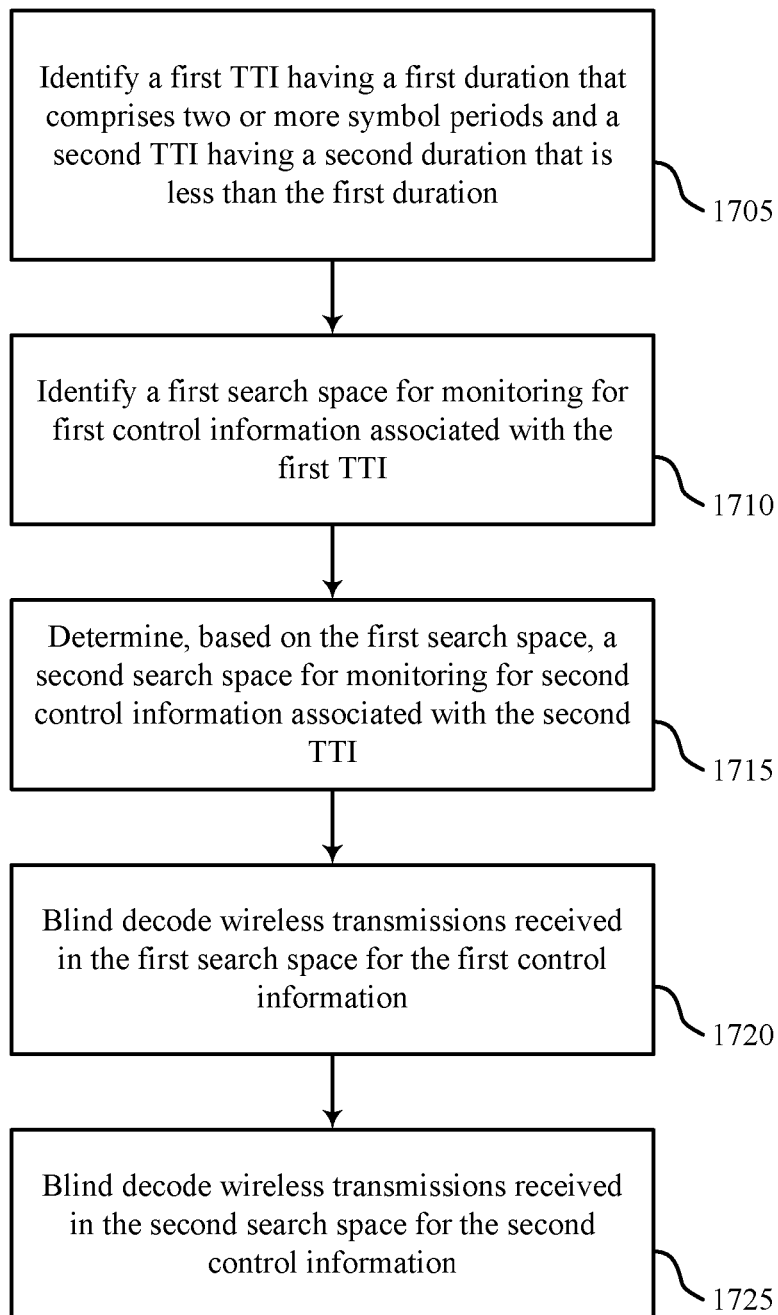 Identify a first TTI having a first duration that
comprises two or more symbol periods and a
second TTI having a second duration that is
less than the first duration
1705
Identify a first search space for monitoring for
first control information associated with the
first TTI
1710
Determine, based on the first search space, a
second search space for monitoring for second
control information associated with the second
TTI
1715
Blind decode wireless transmissions received
in the first search space for the first control
information
1720
Blind decode wireless transmissions received
in the second search space for the second
control information
1725